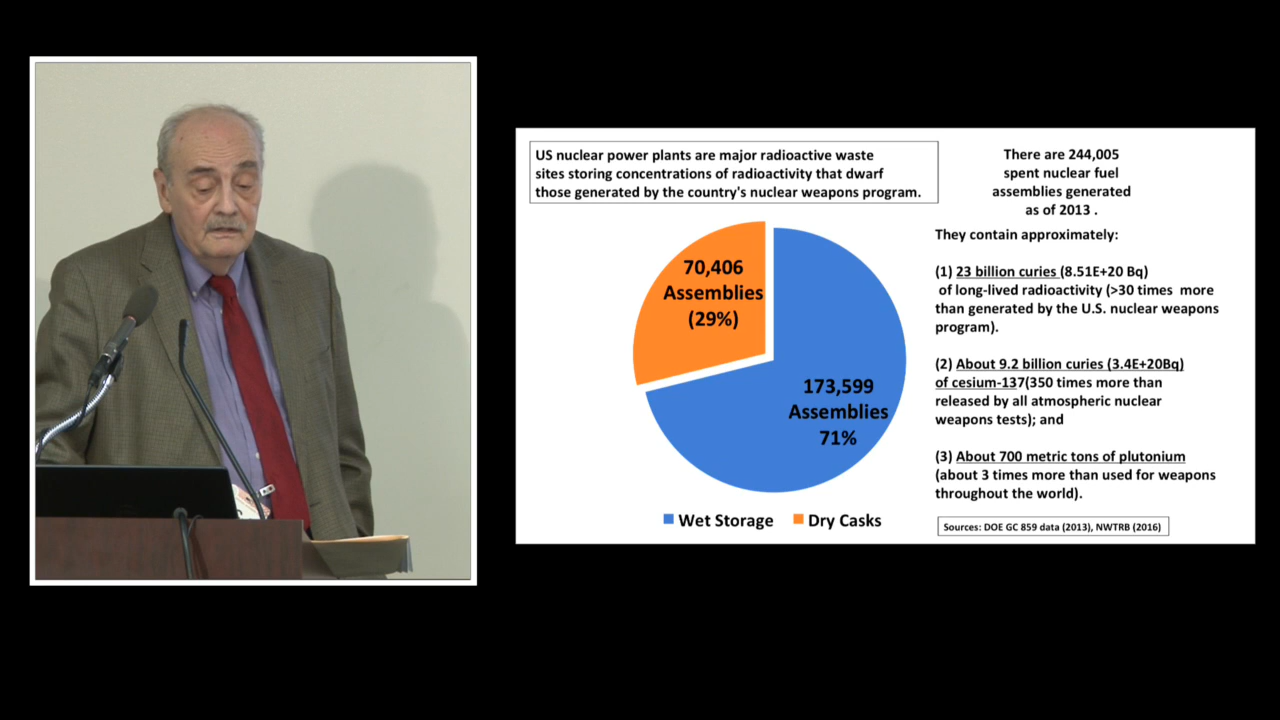 US nuclear power plants are major radioactive waste
sites storing concentrations of radioactivity that dwarf
those generated by the country's nuclear weapons program.
There are 244,005
spent nuclear fuel
assemblies generated
as of 2013 .
They contain approximately:
(1) 23 billion curies (8.51E+20 Bq)
of long-lived radioactivity (>30 times more
than generated by the U.S. nuclear weapons
program).
(2) About 9.2 billion curies (3.4E+20Bq)
of cesium-137(350 times more than
released by all atmospheric nuclear
weapons tests); and
(3) About 700 metric tons of plutonium
(about 3 times more than used for weapons
throughout the world).
70,406
Assemblies
(29%)
173,599
Assemblies
71%
Wet Storage
Dry Casks
Sources: DOE GC 859 data (2013), NWTRB (2016)